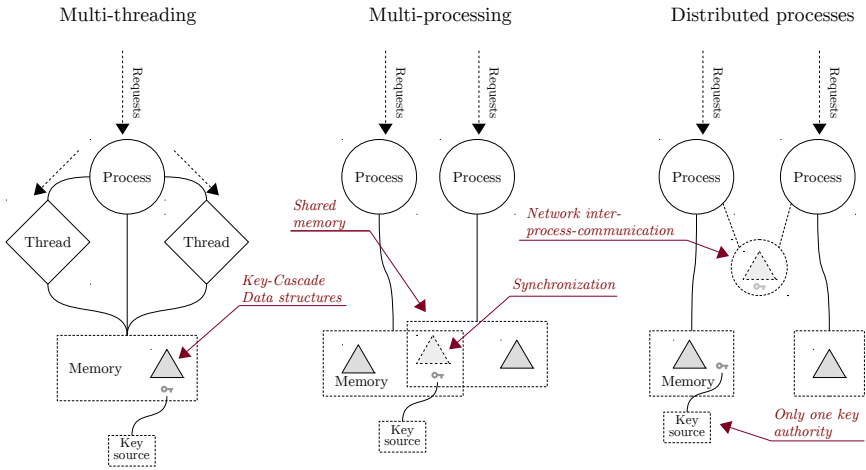 Multi-threading
Requests
Process
Thread
Thread
Key-Cascade
Data structures
Memory
Key
source
Multi-processing
Requests
Requests
Process
Process
Shared
memory
Synchronization
Memory
Key
source
Distributed processes
Requests
Requests
Process
Process
Network inter-
process-communication
Memory
Key
source
Only one key
authority